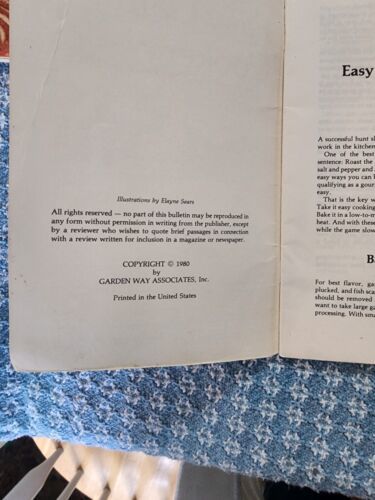 Illustrations by Elayne Sears
All rights reserved — no part of this bulletin may be reproduced in
any form without permission in writing from the publisher, except
by a reviewer who wishes to quote brief passages in connection
with a review written for inclusion in a magazine or newspaper.
COPYRIGHT © 1980
by
GARDEN WAY ASSOCIATES, Inc.
Printed in the United States
Easy
A successful hunt
work in the kitchen
One of the best
sentence: Roast the
salt and pepper and
easy ways you can
qualifying as a gour
easy.
That is the key w
Take it easy cooking
Bake it in a low-to-m
heat. And with these
while the game slow
B
For best flavor, ga
plucked, and fish sca
should be removed
want to take large ga
processing. With sma